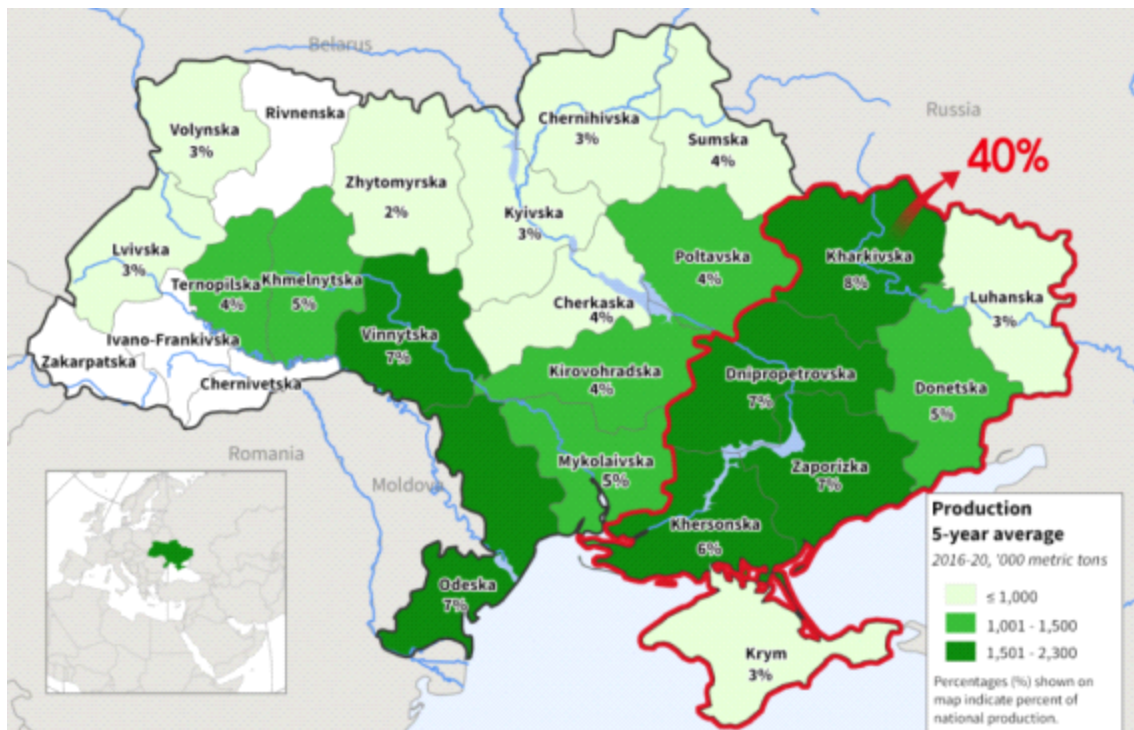 Belarus
Russia
Rivnenska
Volynska
3%
Chernihivska
3%
Sumska
4%
40%
Zhytomyrska
2%
Kyivska
3%
Lvivska
3%
Ternopilska
4%
Khmelnytska
5%
Poltavska
4%
Kharkivska
8%
Luhanska
3%
Cherkaska
4%
Vinnytska
7%
Ivano-Frankivska
Zakarpatska
Chernivetska
Kirovohradska
4%
Dnipropetrovska
7%
Donetska
5%
Romania
Moldova
Mykolaivska
5%
Zaporizka
7%
Khersonska
6%
Odeska
7%
Krym
3%
Production
5-year average
2016-20, '000 metric tons
≤ 1,000
1,001 - 1,500
1,501 - 2,300
Percentages (%) shown on
map indicate percent of
national production.